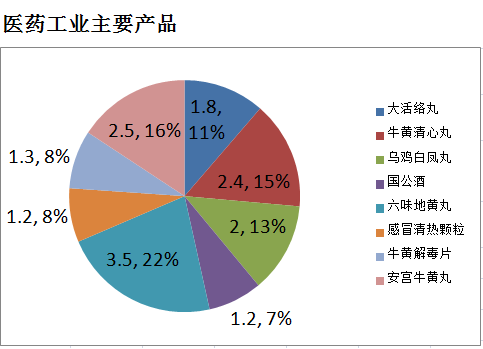 医药工业主要产品
1.8,
11%
2.4, 15%
2, 13%
1.2, 7%
3.5, 22%
1.2, 8%
1.3, 8%
2.5, 16%
大活络丸
牛黄清心丸
乌鸡白凤丸
国公酒
六味地黄丸
感冒清热颗粒
牛黄解毒片
安宫牛黄丸